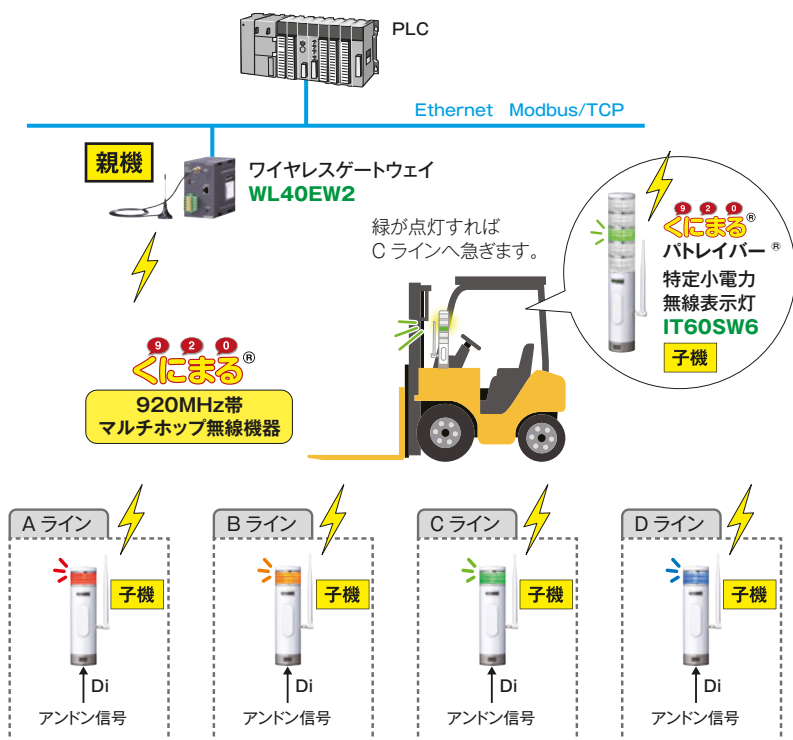 PLC
Ethernet Modbus/TCP
親機
ワイヤレスゲートウェイ
WL40EW2
緑が点灯すれば
C ラインへ急ぎます。
9 2 0
くにまる®
パトレイバー®
特定小電力
無線表示灯
IT60SW6
子機
9 2 0
くにまる®
920MHz帯
マルチホップ無線機器
A ライン
子機
Di
アンドン信号
B ライン
子機
Di
アンドン信号
C ライン
子機
Di
アンドン信号
D ライン
子機
Di
アンドン信号